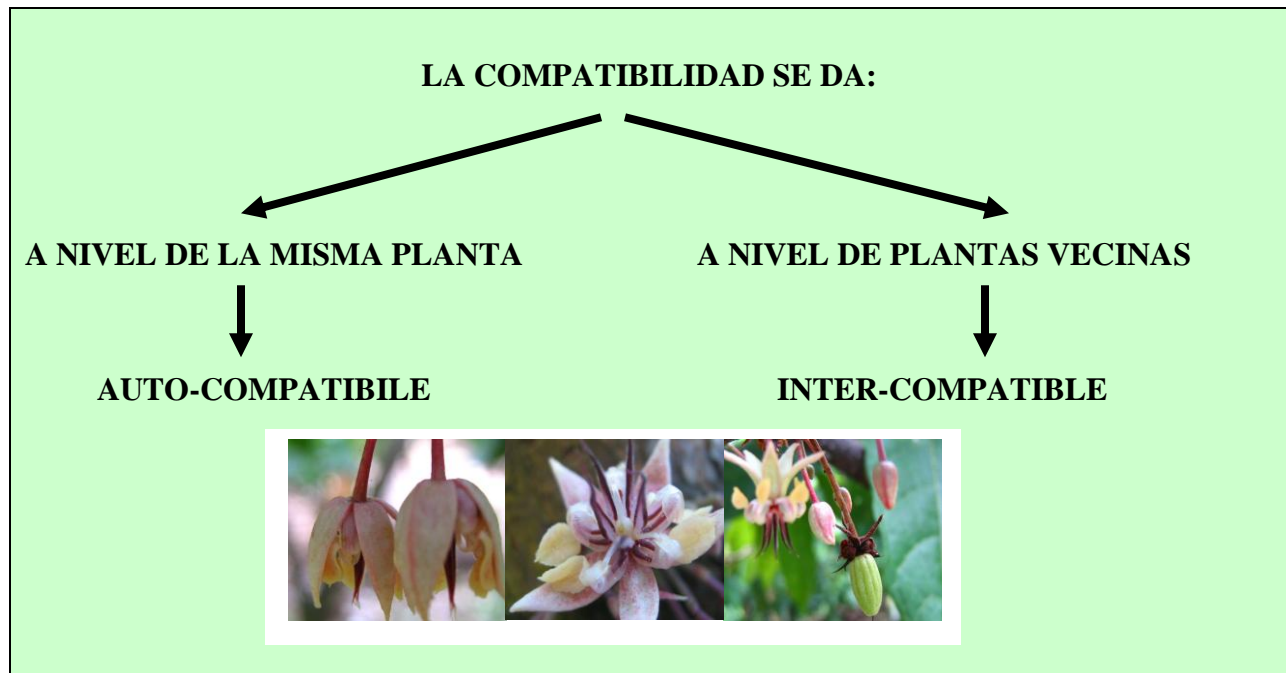 LA COMPATIBILIDAD SE DA:
A NIVEL DE LA MISMA PLANTA
A NIVEL DE PLANTAS VECINAS
AUTO-COMPATIBILE
INTER-COMPATIBLE